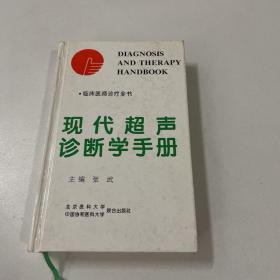 DIAGNOSIS
AND THERAPY
HANDBOOK
·临床医师诊疗全书
现代超声
诊断学手册
主编 张武
北京医科大学
中国协和医科大学
联合出版社